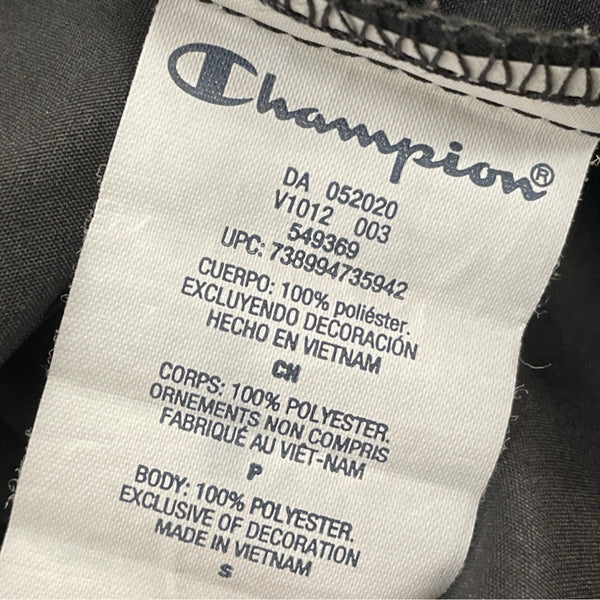 Champion®
DA 052020
V1012 003
549369
UPC: 738994735942
CUERPO: 100% poliéster.
EXCLUYENDO DECORACIÓN
HECHO EN VIETNAM
CH
CORPS: 100% POLYESTER.
ORNEMENTS NON COMPRIS
FABRIQUÉ AU VIÊT-NAM
P
BODY: 100% POLYESTER.
EXCLUSIVE OF DECORATION
MADE IN VIETNAM
S